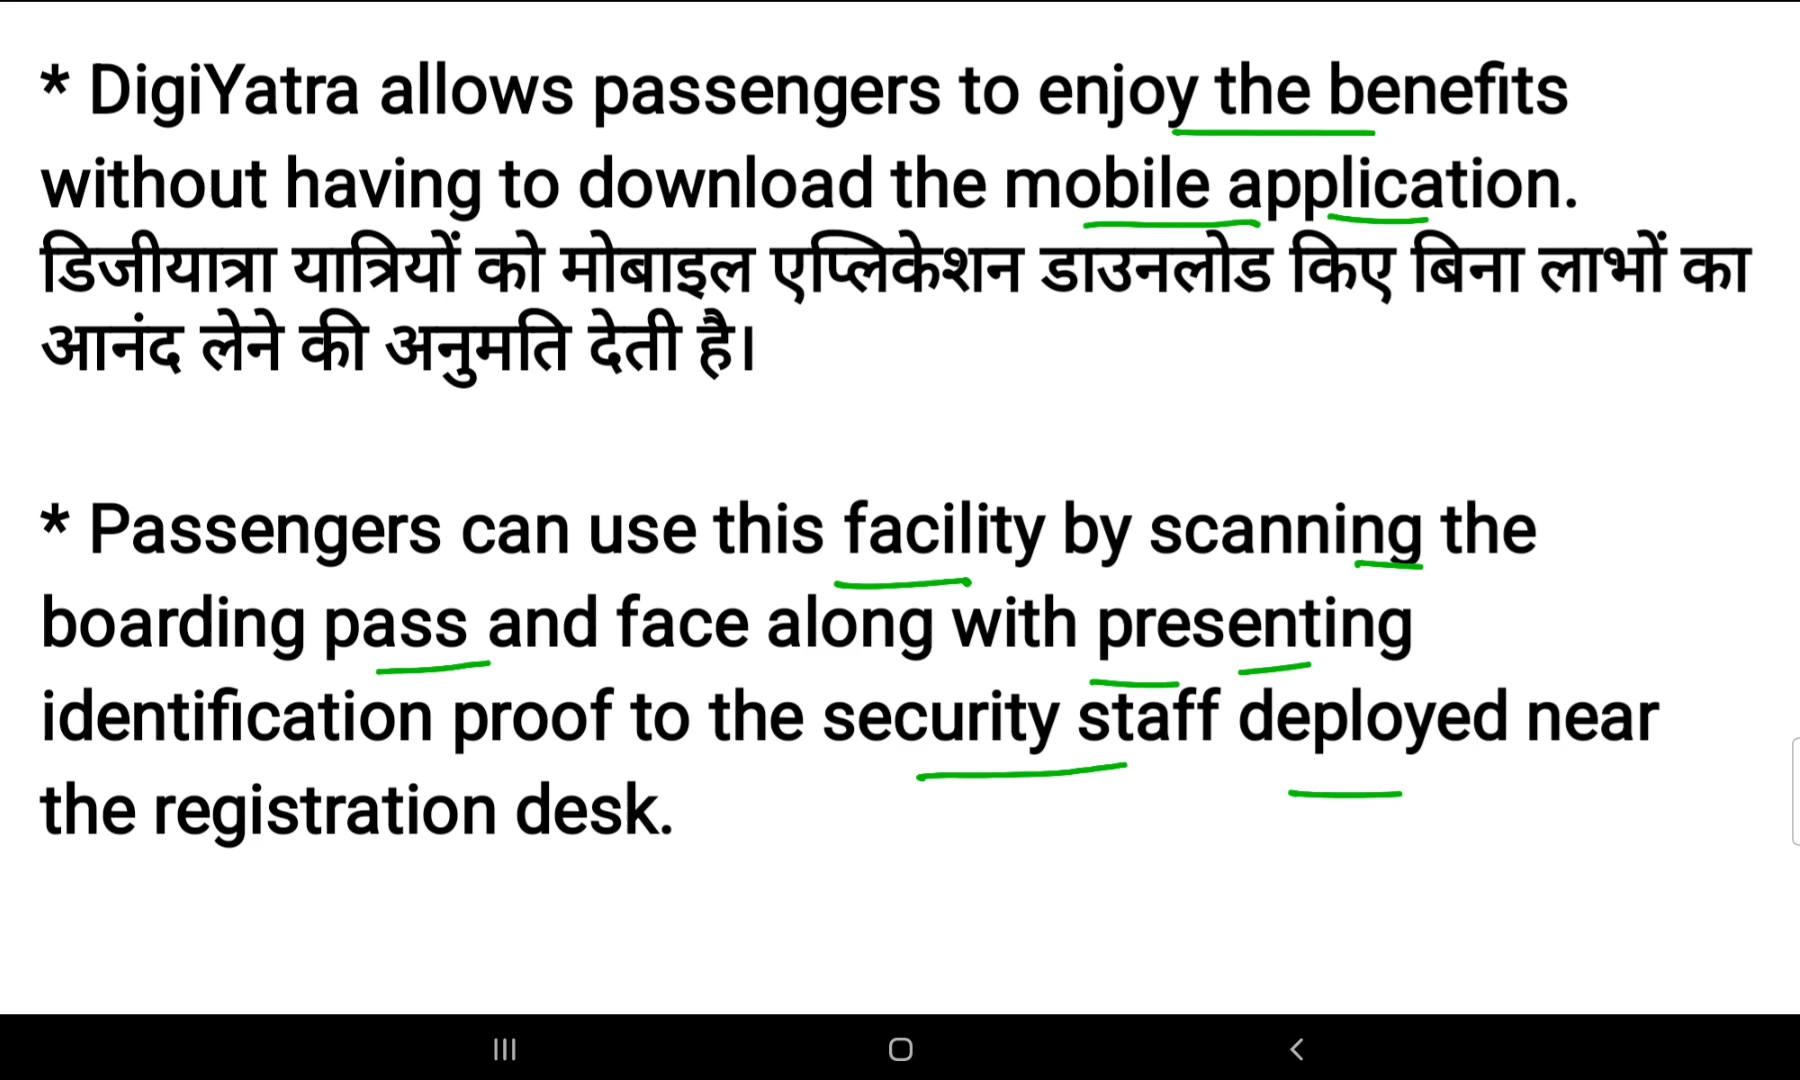 * DigiYatra allows passengers to enjoy the benefits
without having to download the mobile application.
डिजीयात्रा यात्रियों को मोबाइल एप्लिकेशन डाउनलोड किए बिना लाभों का
आनंद लेने की अनुमति देती है।
* Passengers can use this facility by scanning the
boarding pass and face along with presenting
identification proof to the security staff deployed near
the registration desk.